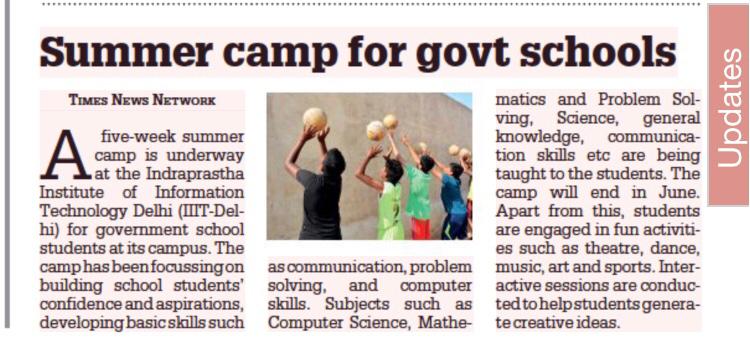 Summer camp for govt schools
TIMES NEWS NETWORK
A five-week summer
camp is underway
at the Indraprastha
Institute of Information
Technology Delhi (IIIT-Del-
hi) for government school
students at its campus. The
camp has been focussing on
building school students'
confidence and aspirations,
developing basic skills such
as communication, problem
solving, and computer
skills. Subjects such as
Computer Science, Mathe-
matics and Problem Sol-
ving, Science, general
knowledge, communica-
tion skills etc are being
taught to the students. The
camp will end in June.
Apart from this, students
are engaged in fun activiti-
es such as theatre, dance,
music, art and sports. Inter-
active sessions are conduc-
ted to help students genera-
te creative ideas.
Updates